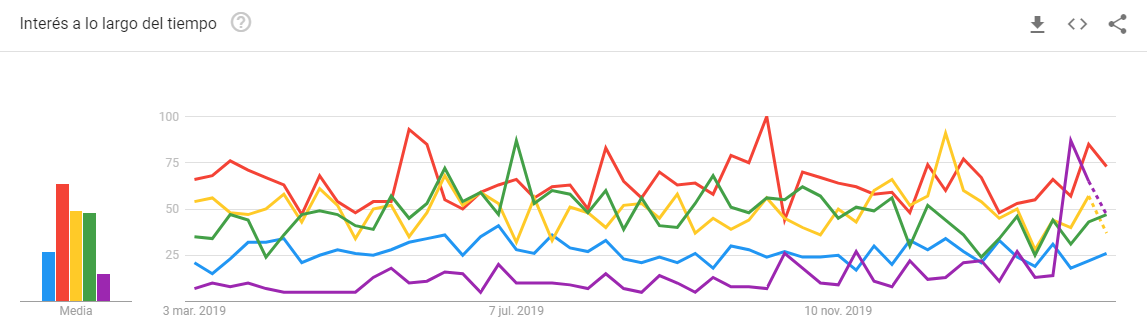 Interés a lo largo del tiempo
?
< >
100
75
50
25
Media
3 mar. 2019
7 jul. 2019
10 nov. 2019